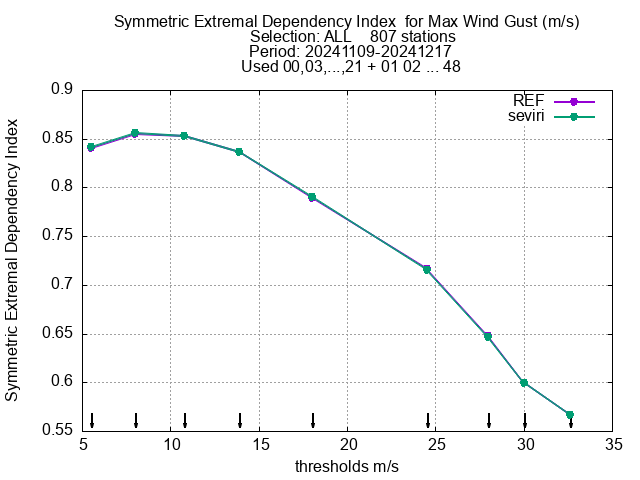 Symmetric Extremal Dependency Index  for Max Wind Gust (m/s)
Selection: ALL    807 stations
Period: 20241109-20241217
Used 00,03,...,21 + 01 02 ... 48
REF
seviri
Symmetric Extremal Dependency Index
0.9
0.85
0.8
0.75
0.7
0.65
0.6
0.55
5 10 15 20 25 30 35
thresholds m/s